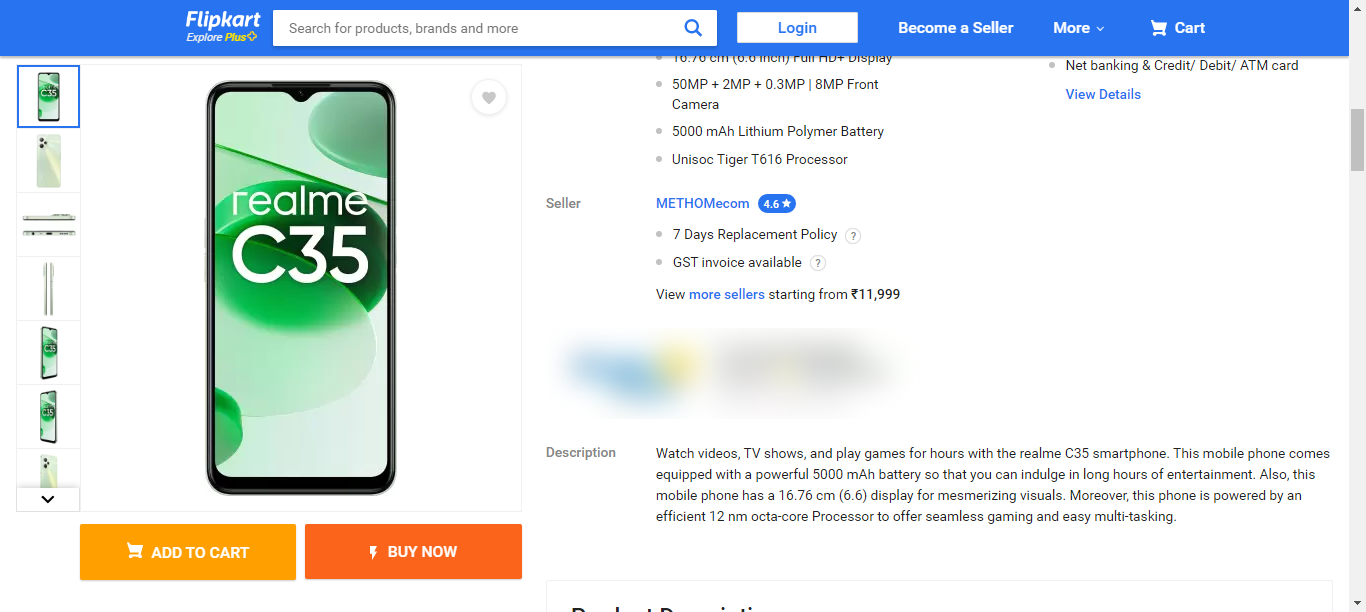 Flipkart
Explore Plus
Search for products, brands and more
Login
Become a Seller
More
Cart
realme
C35
ADD TO CART
BUY NOW
16.76 cm (6.6 inch) Full HD+ Display
50MP + 2MP + 0.3MP | 8MP Front
Camera
5000 mAh Lithium Polymer Battery
Unisoc Tiger T616 Processor
Net banking & Credit/ Debit/ ATM card
View Details
Seller
METHOMecom 4.6★
7 Days Replacement Policy ?
GST invoice available ?
View more sellers starting from ₹11,999
Description
Watch videos, TV shows, and play games for hours with the realme C35 smartphone. This mobile phone comes
equipped with a powerful 5000 mAh battery so that you can indulge in long hours of entertainment. Also, this
mobile phone has a 16.76 cm (6.6) display for mesmerizing visuals. Moreover, this phone is powered by an
efficient 12 nm octa-core Processor to offer seamless gaming and easy multi-tasking.
Product Description